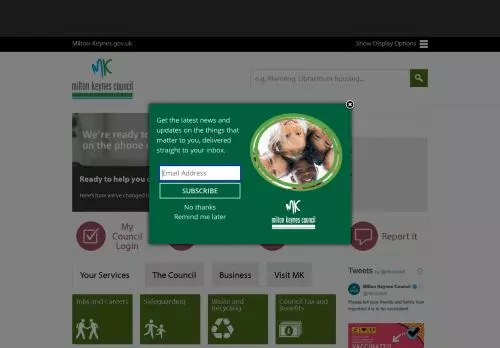 Milton-Keynes.gov.uk
Show Display Options
MK
milton keynes council
e.g. Planning, Libraries or housing...
We're ready to
on the phone
Ready to help you
Here's how we've changed
Get the latest news and
updates on the things that
matter to you, delivered
straight to your inbox.
Email Address
SUBSCRIBE
No thanks
Remind me later
MK
milton keynes council
My
Council
Login
Report it
Your Services
The Council
Business
Visit MK
Jobs and Careers
Safeguarding
Waste and
Recycling
Council Tax and
Benefits
Tweets by @mkcouncil
Milton Keynes Council
@mkcouncil
Please tell your friends and family how
important it is to be vaccinated.
VACCINATED